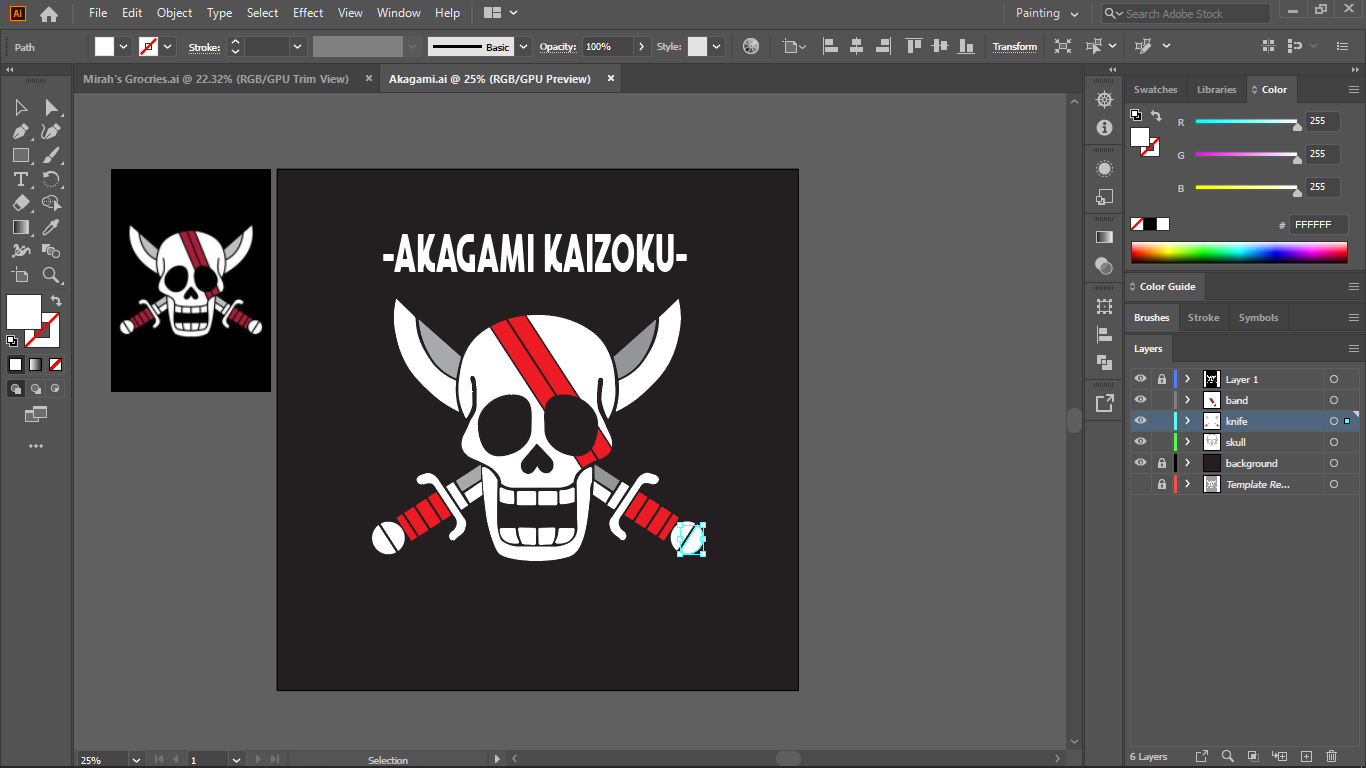 Ai File Edit Object Type Select Effect View Window Help Painting Search Adobe Stock
Path Stroke: Basic Opacity: 100% Style: Transform
Mirah's Grocries.ai @ 22.32% (RGB/GPU Trim View) × Akagami.ai @ 25% (RGB/GPU Preview) ×
Swatches Libraries Color
R 255
G 255
B 255
# FFFFFF
-AKAGAMI KAIZOKU-
Color Guide
Brushes Stroke Symbols
Layers
Layer 1
band
knife
skull
background
Template Re...
25% 1 Selection
6 Layers